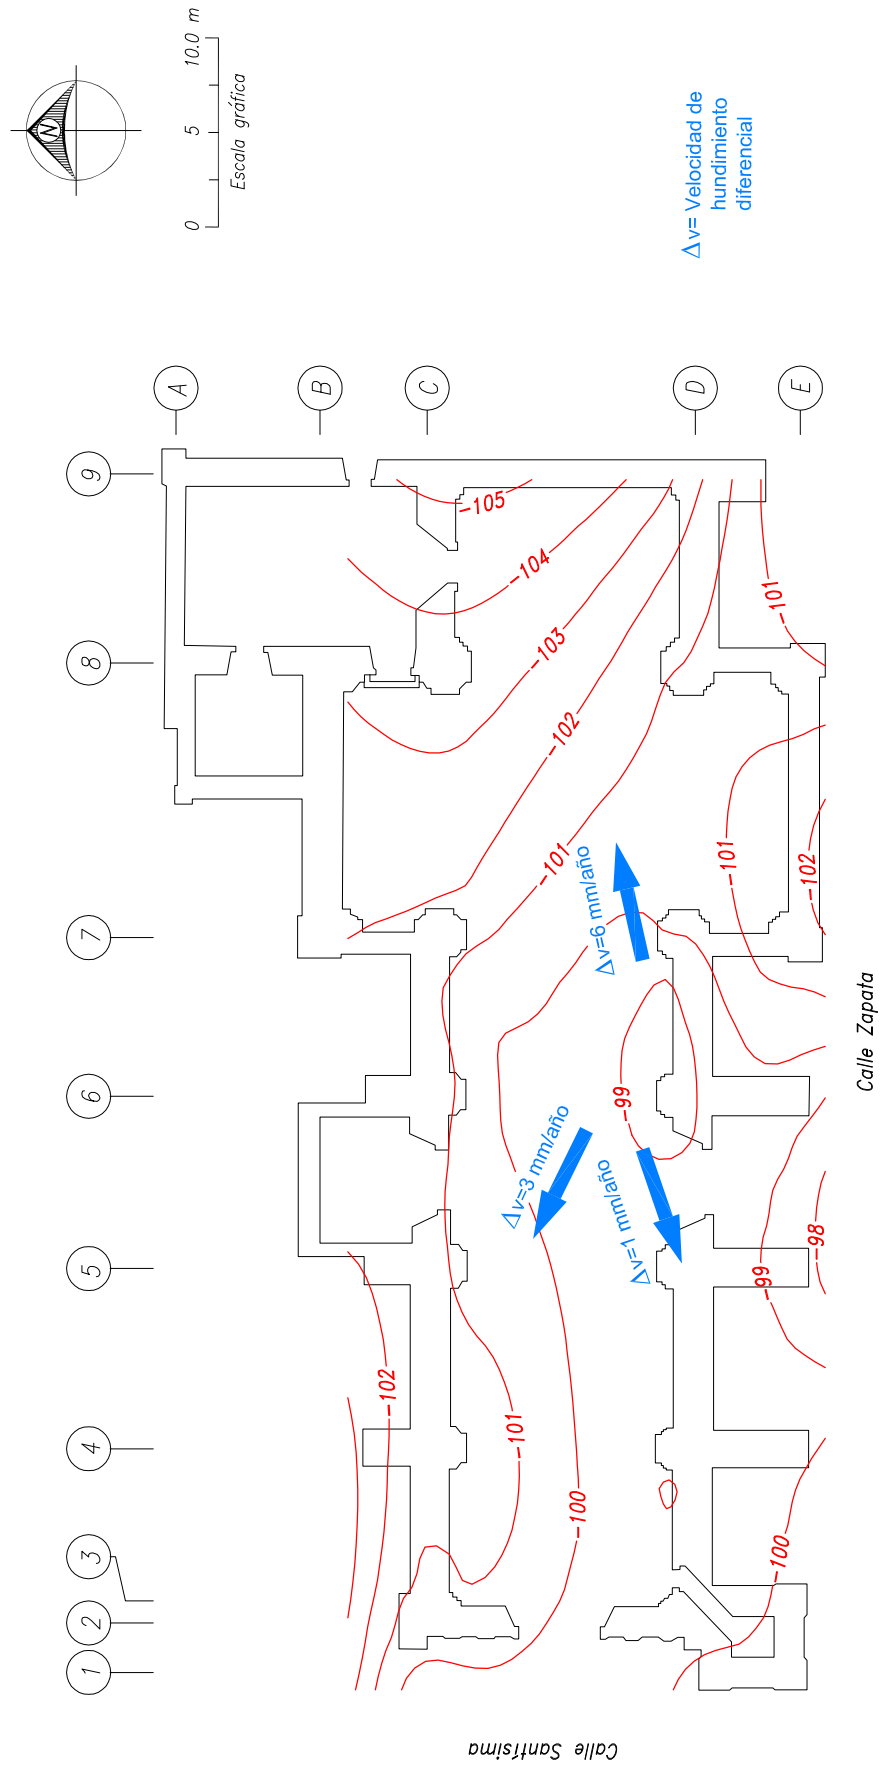 N
0 5 10.0 m
Escala gráfica
Δv= Velocidad de
hundimiento
diferencial
A
B
C
D
E
9
8
7
6
5
4
3
2
1
-105
-104
-103
-102
-101
-101
-101
-102
Δv=6 mm/año
-99
Δv=3 mm/año
Δv=1 mm/año
-98
-99
-102
-101
-100
-100
Calle Zapata
Calle Santísima